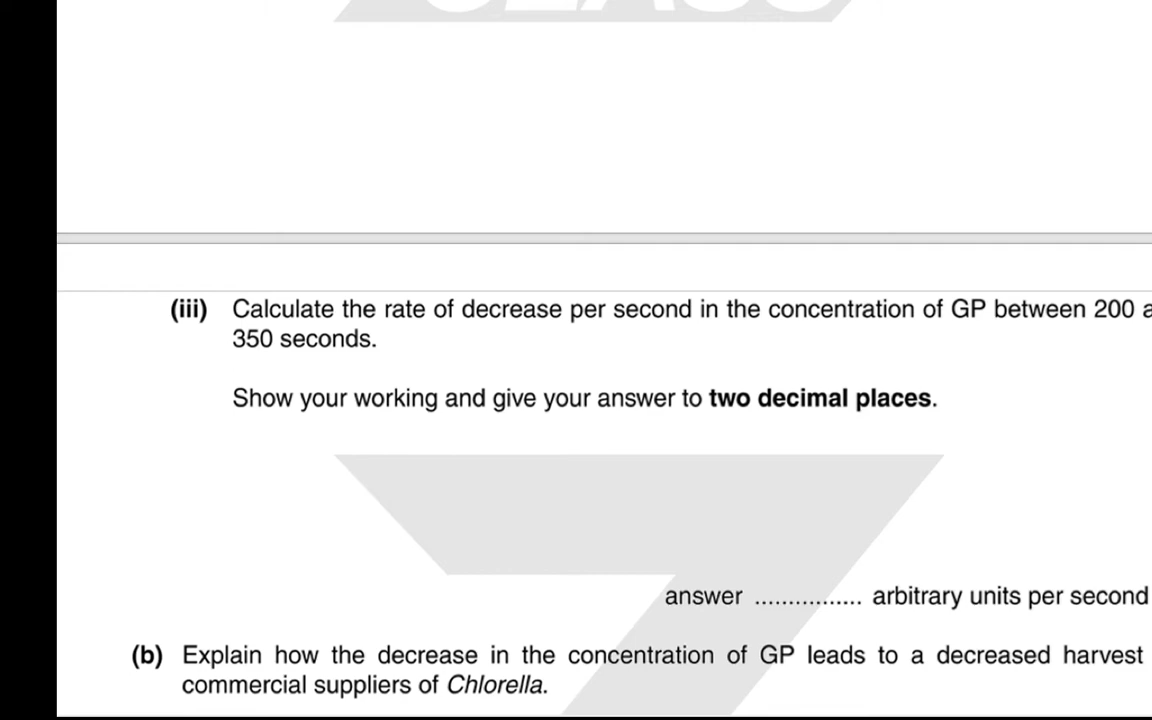 CLASS
(iii) Calculate the rate of decrease per second in the concentration of GP between 200
350 seconds.
Show your working and give your answer to two decimal places.
answer ................ arbitrary units per second
(b) Explain how the decrease in the concentration of GP leads to a decreased harvest
commercial suppliers of Chlorella.